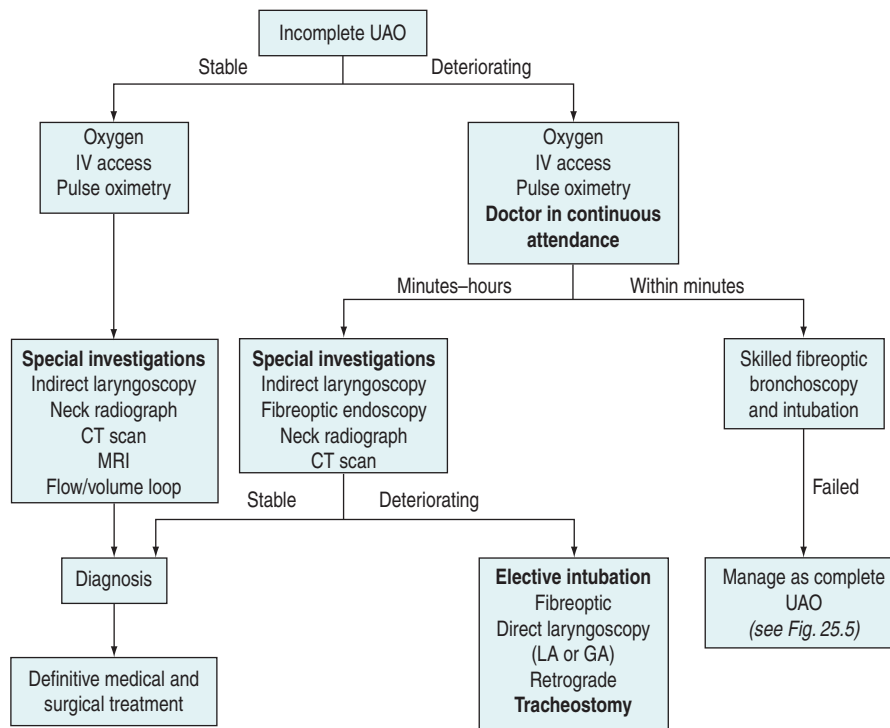 Incomplete UAO
Stable
Deteriorating
Oxygen
IV access
Pulse oximetry
Oxygen
IV access
Pulse oximetry
Doctor in continuous
attendance
Minutes–hours
Within minutes
Special investigations
Indirect laryngoscopy
Neck radiograph
CT scan
MRI
Flow/volume loop
Special investigations
Indirect laryngoscopy
Fibreoptic endoscopy
Neck radiograph
CT scan
Skilled fibreoptic
bronchoscopy
and intubation
Stable
Deteriorating
Failed
Diagnosis
Elective intubation
Fibreoptic
Direct laryngoscopy
(LA or GA)
Retrograde
Tracheostomy
Manage as complete
UAO
(see Fig. 25.5)
Definitive medical and
surgical treatment